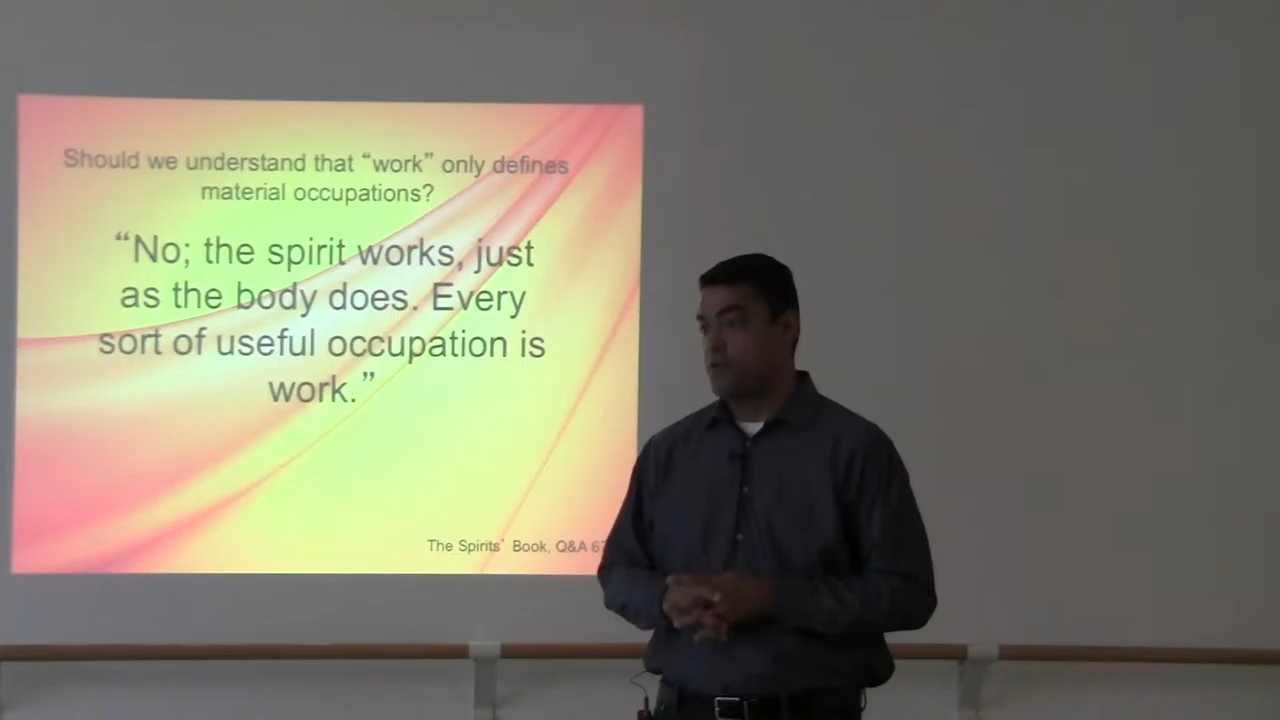 Should we understand that “work” only defines
material occupations?
“No; the spirit works, just
as the body does. Every
sort of useful occupation is
work.”
The Spirits’ Book, Q&A 67